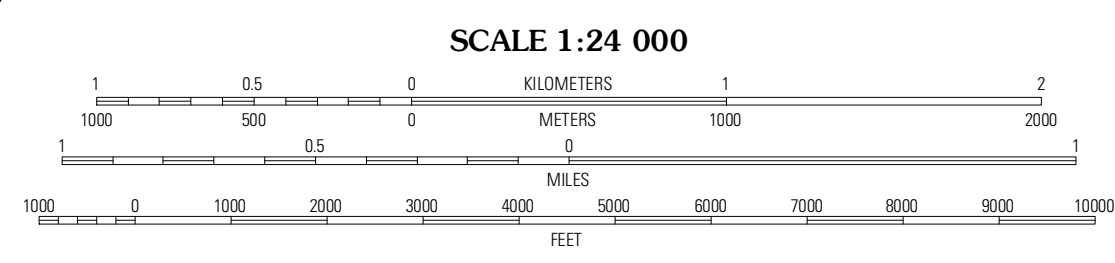 SCALE 1:24 000
1 0.5 0 KILOMETERS 1 2
1000 500 0 METERS 1000 2000
1 0.5 0 1
MILES
1000 0 1000 2000 3000 4000 5000 6000 7000 8000 9000 10000
FEET